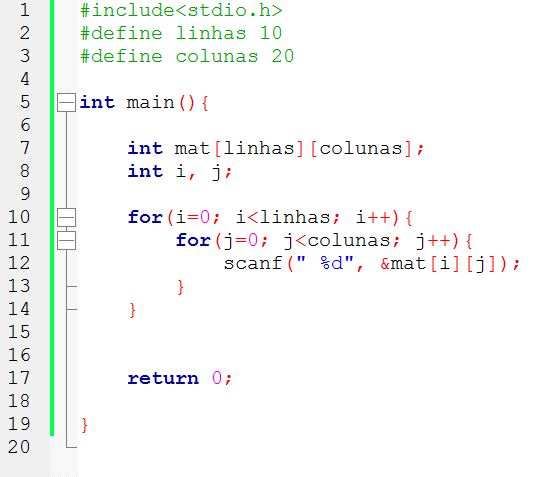 1 #include<stdio.h>
2 #define linhas 10
3 #define colunas 20
4
5 int main(){
6
7     int mat[linhas][colunas];
8     int i, j;
9
10     for(i=0; i<linhas; i++){
11         for(j=0; j<colunas; j++){
12             scanf(" %d", &mat[i][j]);
13         }
14     }
15
16
17     return 0;
18
19 }
20